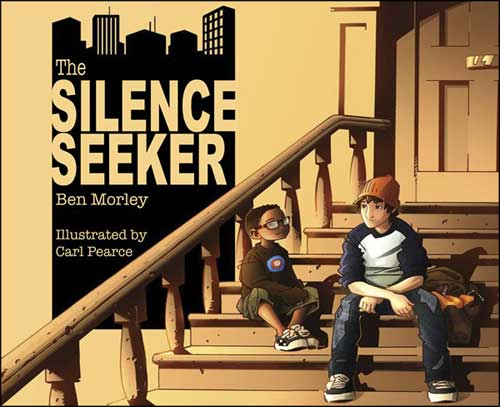 The
SILENCE
SEEKER
Ben Morley
Illustrated by
Carl Pearce